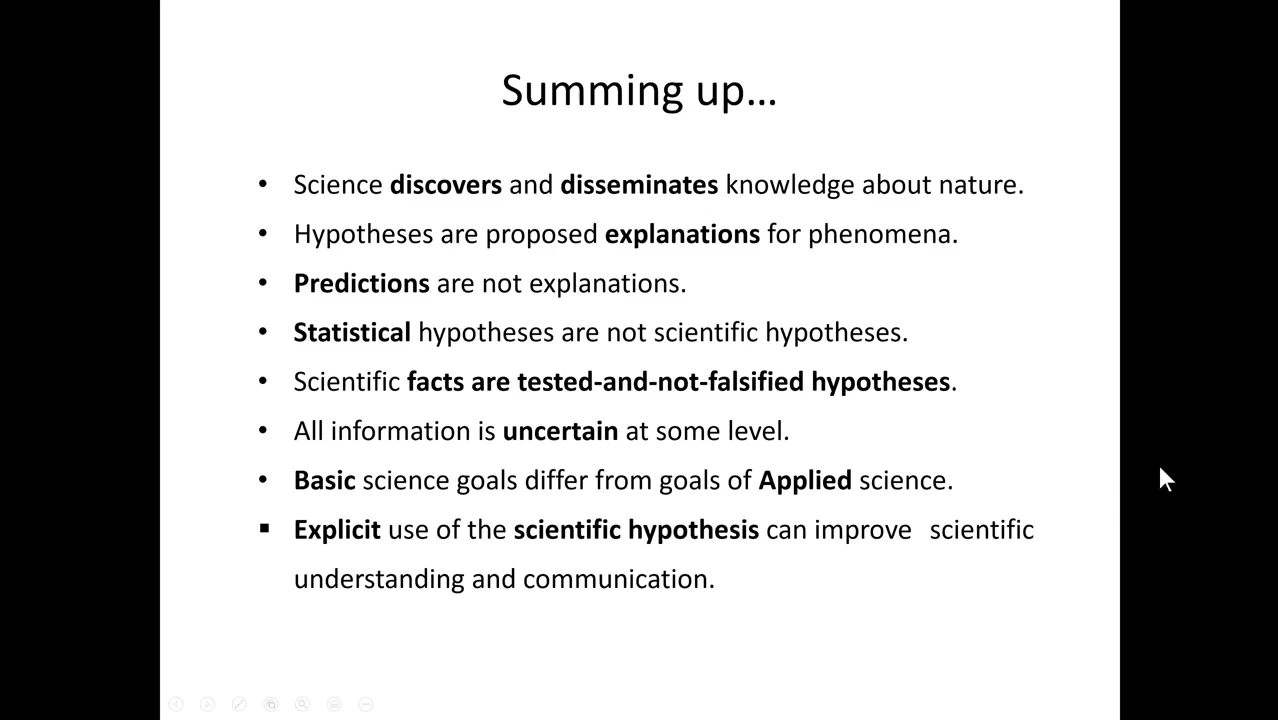 Summing up...
• Science discovers and disseminates knowledge about nature.
• Hypotheses are proposed explanations for phenomena.
• Predictions are not explanations.
• Statistical hypotheses are not scientific hypotheses.
• Scientific facts are tested-and-not-falsified hypotheses.
• All information is uncertain at some level.
• Basic science goals differ from goals of Applied science.
▪ Explicit use of the scientific hypothesis can improve scientific
understanding and communication.